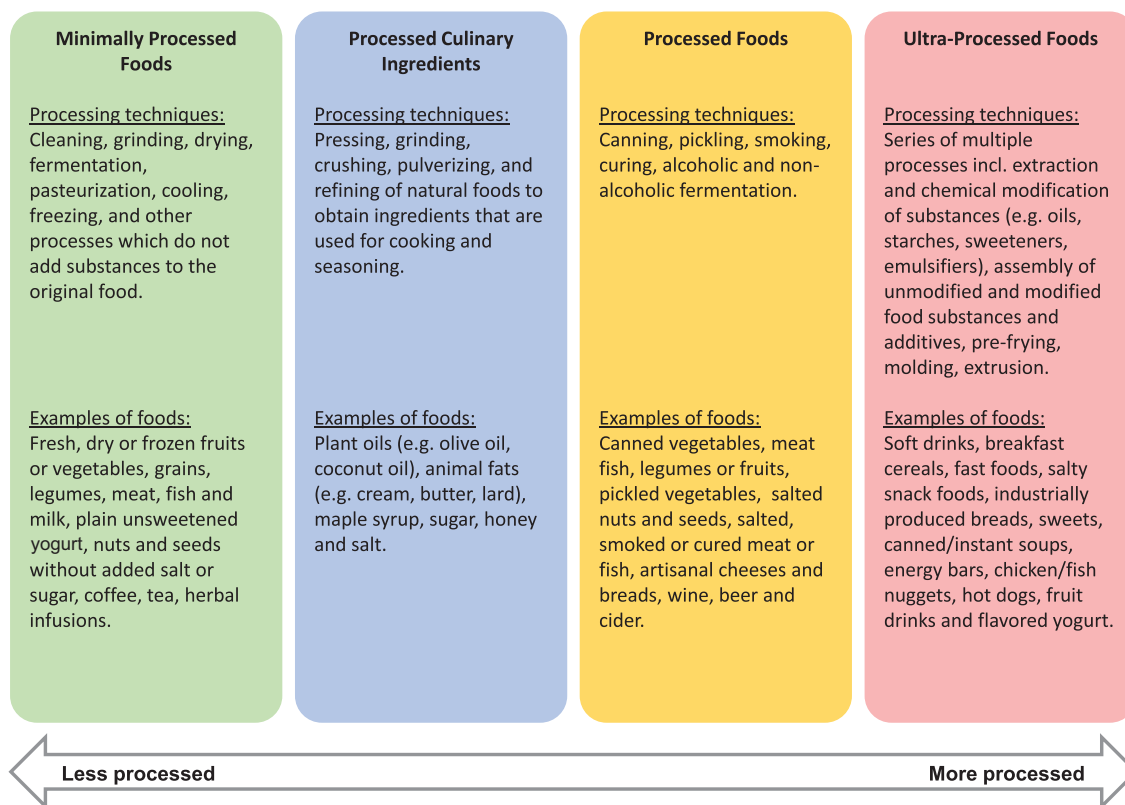 Minimally Processed
Foods
Processing techniques:
Cleaning, grinding, drying,
fermentation,
pasteurization, cooling,
freezing, and other
processes which do not
add substances to the
original food.
Examples of foods:
Fresh, dry or frozen fruits
or vegetables, grains,
legumes, meat, fish and
milk, plain unsweetened
yogurt, nuts and seeds
without added salt or
sugar, coffee, tea, herbal
infusions.
Processed Culinary
Ingredients
Processing techniques:
Pressing, grinding,
crushing, pulverizing, and
refining of natural foods to
obtain ingredients that are
used for cooking and
seasoning.
Examples of foods:
Plant oils (e.g. olive oil,
coconut oil), animal fats
(e.g. cream, butter, lard),
maple syrup, sugar, honey
and salt.
Processed Foods
Processing techniques:
Canning, pickling, smoking,
curing, alcoholic and non-
alcoholic fermentation.
Examples of foods:
Canned vegetables, meat
fish, legumes or fruits,
pickled vegetables, salted
nuts and seeds, salted,
smoked or cured meat or
fish, artisanal cheeses and
breads, wine, beer and
cider.
Ultra-Processed Foods
Processing techniques:
Series of multiple
processes incl. extraction
and chemical modification
of substances (e.g. oils,
starches, sweeteners,
emulsifiers), assembly of
unmodified and modified
food substances and
additives, pre-frying,
molding, extrusion.
Examples of foods:
Soft drinks, breakfast
cereals, fast foods, salty
snack foods, industrially
produced breads, sweets,
canned/instant soups,
energy bars, chicken/fish
nuggets, hot dogs, fruit
drinks and flavored yogurt.
Less processed
More processed